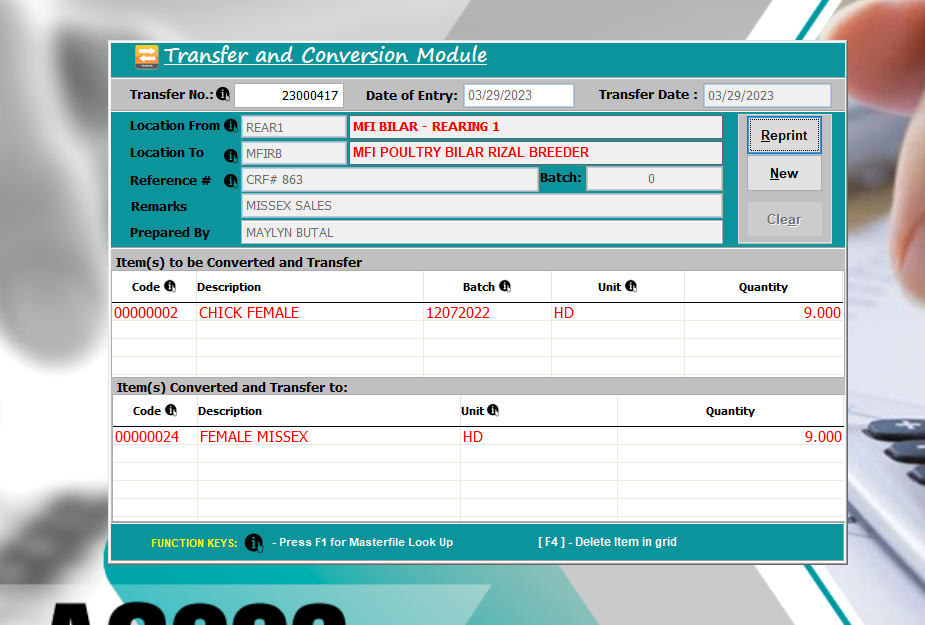 Transfer and Conversion Module
Transfer No.: 23000417 Date of Entry: 03/29/2023 Transfer Date : 03/29/2023
Location From REAR1 MFI BILAR - REARING 1
Location To MFIRB MFI POULTRY BILAR RIZAL BREEDER
Reference # CRF# 863 Batch: 0
Remarks MISSEX SALES
Prepared By MAYLYN BUTAL
Reprint
New
Clear
Item(s) to be Converted and Transfer
Code Description Batch Unit Quantity
00000002 CHICK FEMALE 12072022 HD 9.000
Item(s) Converted and Transfer to:
Code Description Unit Quantity
00000024 FEMALE MISSEX HD 9.000
FUNCTION KEYS: - Press F1 for Masterfile Look Up [ F4 ] - Delete Item in grid